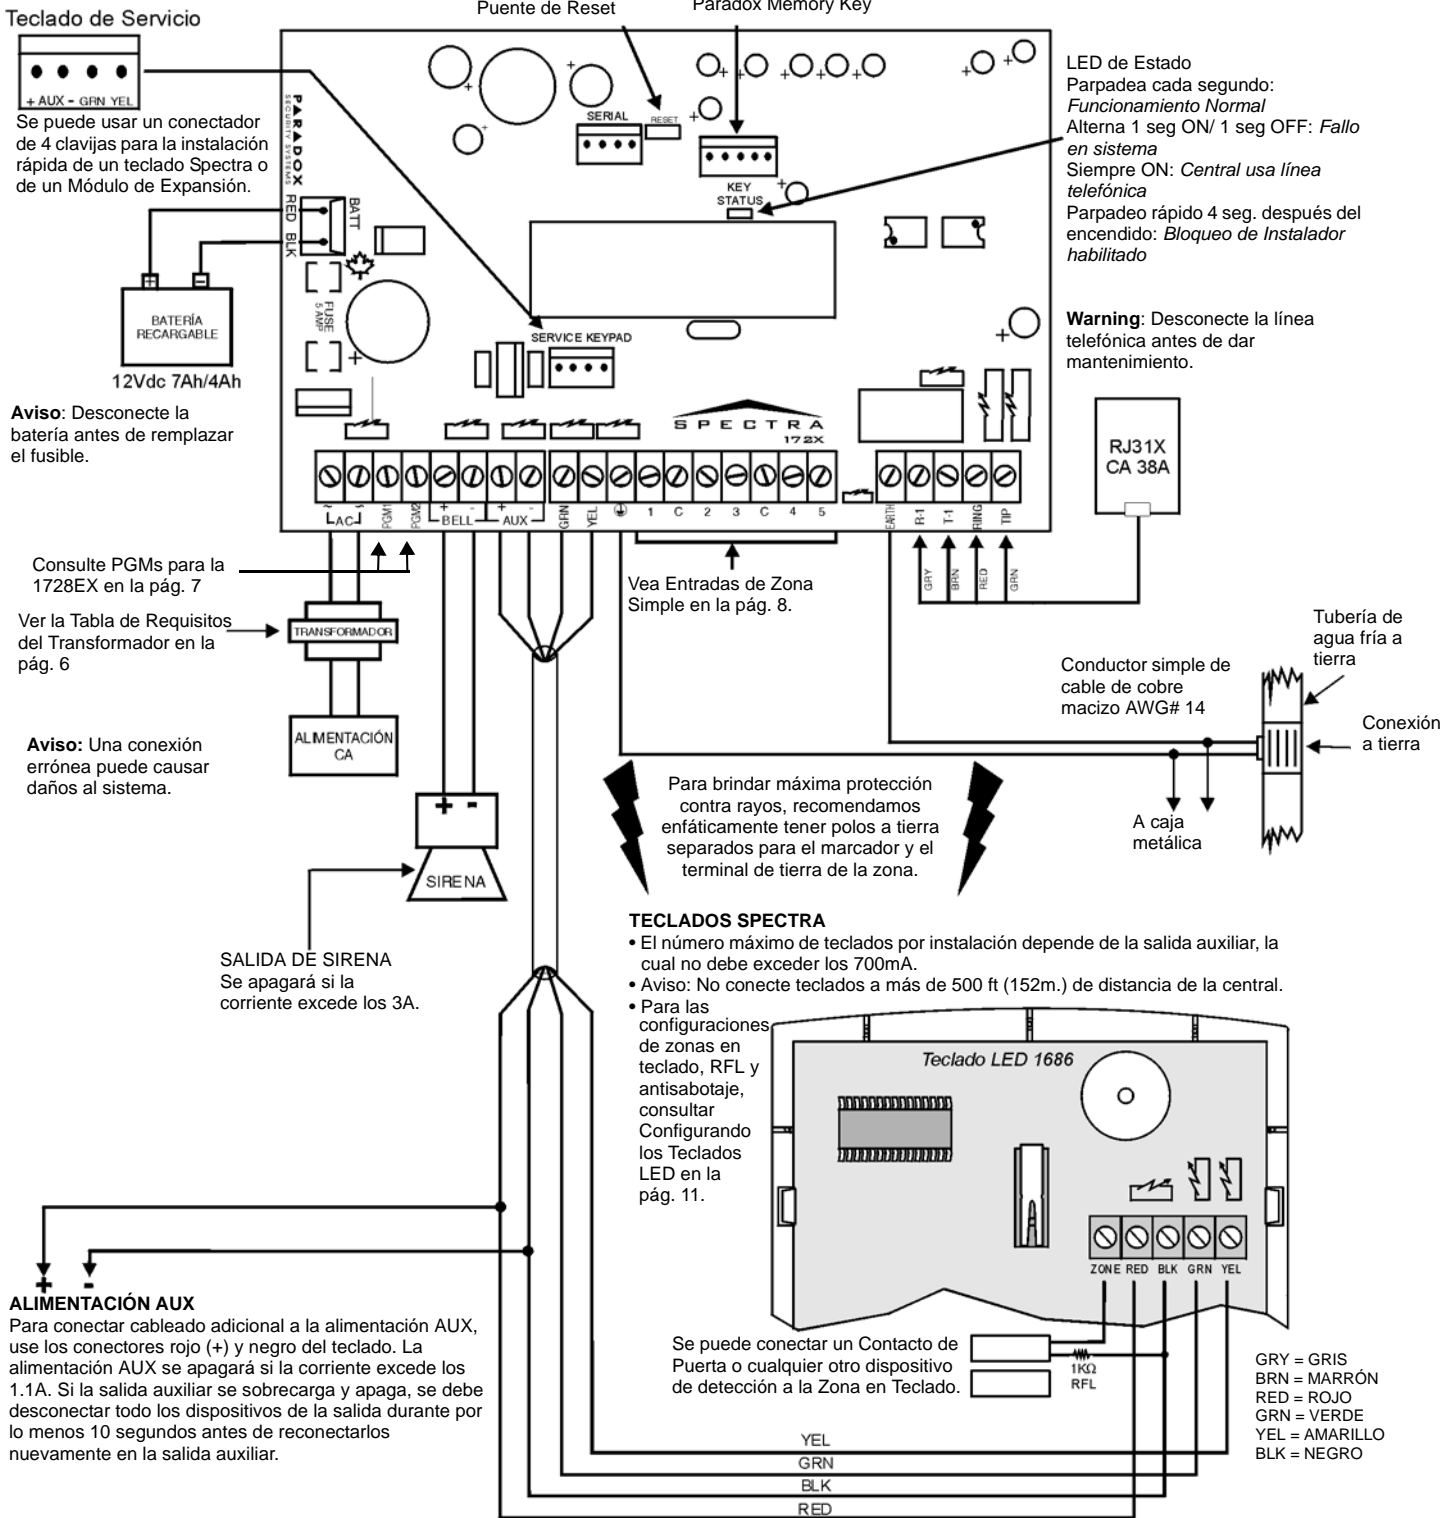 Puente de Reset
Paradox Memory Key
Teclado de Servicio
+ AUX - GRN YEL
Se puede usar un conectador
de 4 clavijas para la instalación
rápida de un teclado Spectra o
de un Módulo de Expansión.
PARADOX
SECURITY SYSTEMS
SERIAL
RESET
KEY
STATUS
LED de Estado
Parpadea cada segundo:
Funcionamiento Normal
Alterna 1 seg ON/ 1 seg OFF: Fallo
en sistema
Siempre ON: Central usa línea
telefónica
Parpadeo rápido 4 seg. después del
encendido: Bloqueo de Instalador
habilitado
RED
BLK
BATT
+ -
BATERÍA
RECARGABLE
12Vdc 7Ah/4Ah
FUSE
5 AMP
SERVICE KEYPAD
Warning: Desconecte la línea
telefónica antes de dar
mantenimiento.
Aviso: Desconecte la
batería antes de remplazar
el fusible.
SPECTRA
172X
RJ31X
CA 38A
~ ~ + - + -
AC PGM1 PGM2 BELL AUX GRN YEL 1 C 2 3 C 4 5 EARTH R-1 T-1 RING TIP
GRY BRN RED GRN
Consulte PGMs para la
1728EX en la pág. 7
Vea Entradas de Zona
Simple en la pág. 8.
Ver la Tabla de Requisitos
del Transformador en la
pág. 6
TRANSFORMADOR
Tubería de
agua fría a
tierra
Conductor simple de
cable de cobre
macizo AWG# 14
Conexión
a tierra
ALIMENTACIÓN
CA
Aviso: Una conexión
errónea puede causar
daños al sistema.
Para brindar máxima protección
contra rayos, recomendamos
enfáticamente tener polos a tierra
separados para el marcador y el
terminal de tierra de la zona.
A caja
metálica
+ -
SIRENA
SALIDA DE SIRENA
Se apagará si la
corriente excede los 3A.
TECLADOS SPECTRA
• El número máximo de teclados por instalación depende de la salida auxiliar, la
cual no debe exceder los 700mA.
• Aviso: No conecte teclados a más de 500 ft (152m.) de distancia de la central.
• Para las
configuraciones
de zonas en
teclado, RFL y
antisabotaje,
consultar
Configurando
los Teclados
LED en la
pág. 11.
Teclado LED 1686
ZONE RED BLK GRN YEL
+ -
ALIMENTACIÓN AUX
Para conectar cableado adicional a la alimentación AUX,
use los conectores rojo (+) y negro del teclado. La
alimentación AUX se apagará si la corriente excede los
1.1A. Si la salida auxiliar se sobrecarga y apaga, se debe
desconectar todo los dispositivos de la salida durante por
lo menos 10 segundos antes de reconectarlos
nuevamente en la salida auxiliar.
Se puede conectar un Contacto de
Puerta o cualquier otro dispositivo
de detección a la Zona en Teclado.
1KΩ
RFL
GRY = GRIS
BRN = MARRÓN
RED = ROJO
GRN = VERDE
YEL = AMARILLO
BLK = NEGRO
YEL
GRN
BLK
RED